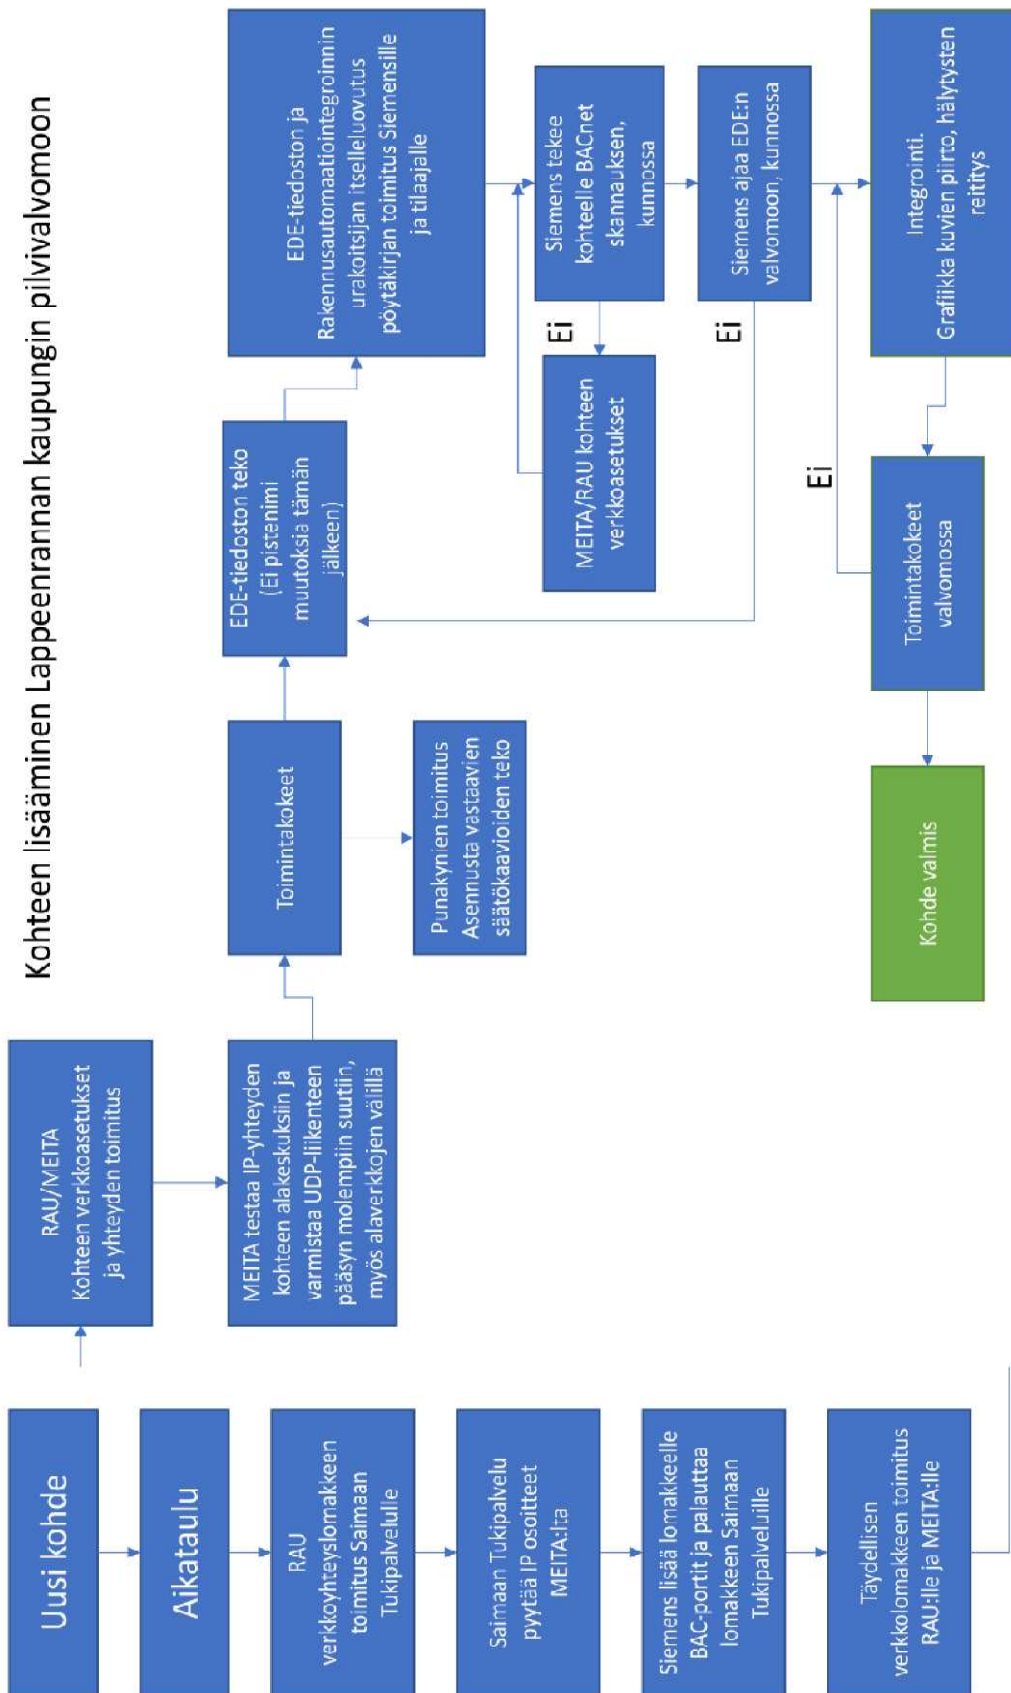 Kohteen lisääminen Lappeenrannan kaupungin pilvivalvomoon
Uusi kohde
Aikataulu
RAU
verkkoyhteyslomakkeen
toimitus Saimaan
Tukipalvelulle
Saimaan Tukipalvelu
pyytää IP osoitteet
MEITA:lta
Siemens lisää lomakkeelle
BAC-portit ja palauttaa
lomakkeen Saimaan
Tukipalveluille
Täydellisen
verkkolomakkeen toimitus
RAU:lle ja MEITA:lle
RAU/MEITA
Kohteen verkkoasetukset
ja yhteyden toimitus
MEITA testaa IP-yhteyden
kohteen alakeskuksiin ja
varmistaa UDP-liikenteen
pääsyn molempiin suutiin,
myös alaverkkojen välillä
Toimintakokeet
Punakynien toimitus
Asennusta vastaavien
säätökaavioiden teko
EDE-tiedoston teko
(Ei pistenimi
muutoksia tämän
jälkeen)
EDE-tiedoston ja
Rakennusautomaatiointegroinnin
urakoitsijan itselleluovutus
pöytäkirjan toimitus Siemensille
ja tilaajalle
Siemens tekee
kohteelle BACnet
skannauksen,
kunnossa
Ei
MEITA/RAU kohteen
verkkoasetukset
Siemens ajaa EDE:n
valvomoon, kunnossa
Ei
Integrointi.
Grafiikka kuvien piirto, hälytysten
reititys
Ei
Toimintakokeet
valvomossa
Kohde valmis